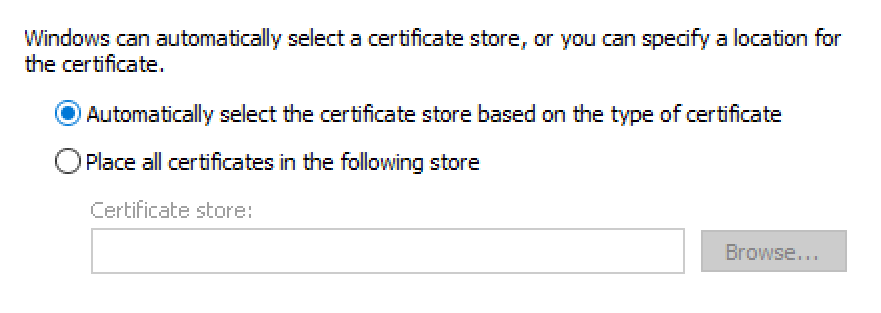 Windows can automatically select a certificate store, or you can specify a location for
the certificate.
Automatically select the certificate store based on the type of certificate
Place all certificates in the following store
Certificate store:
Browse...